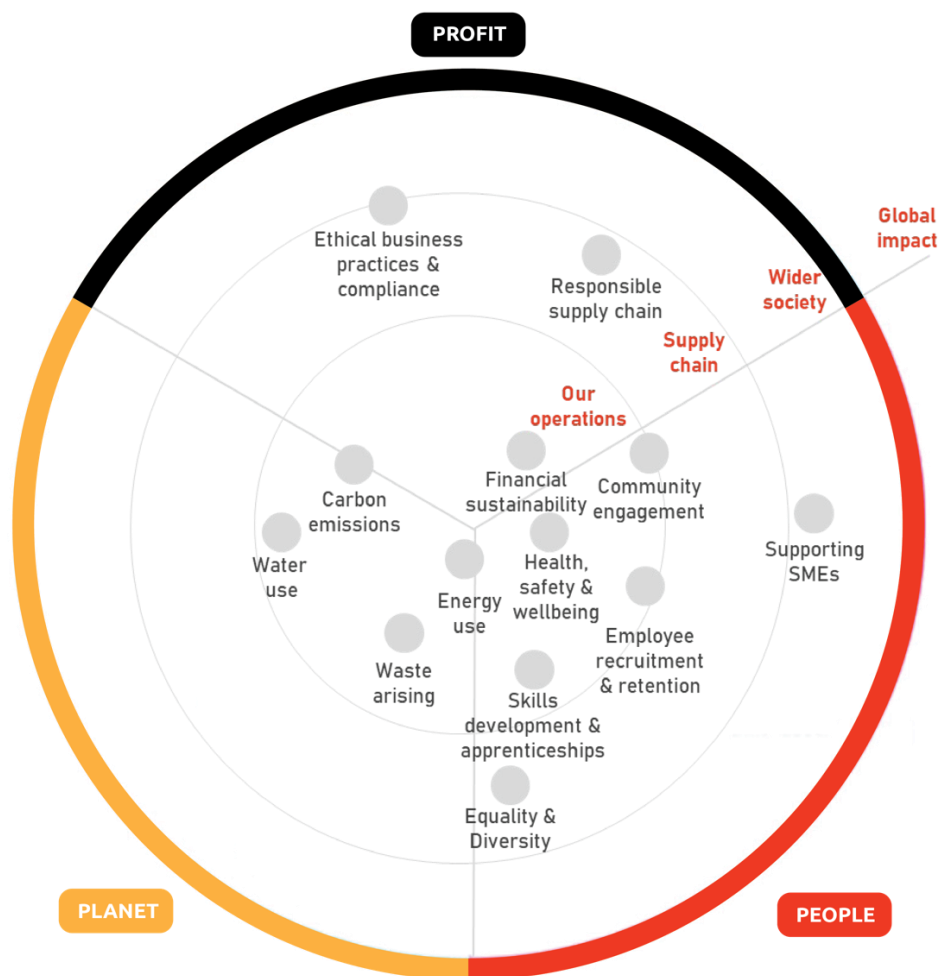 PROFIT
Global
impact
Ethical business
practices &
compliance
Responsible
supply chain
Wider
society
Supply
chain
Our
operations
Financial
sustainability
Community
engagement
Carbon
emissions
Supporting
SMEs
Water
use
Health,
safety &
wellbeing
Energy
use
Employee
recruitment
& retention
Waste
arising
Skills
development &
apprenticeships
Equality &
Diversity
PLANET
PEOPLE